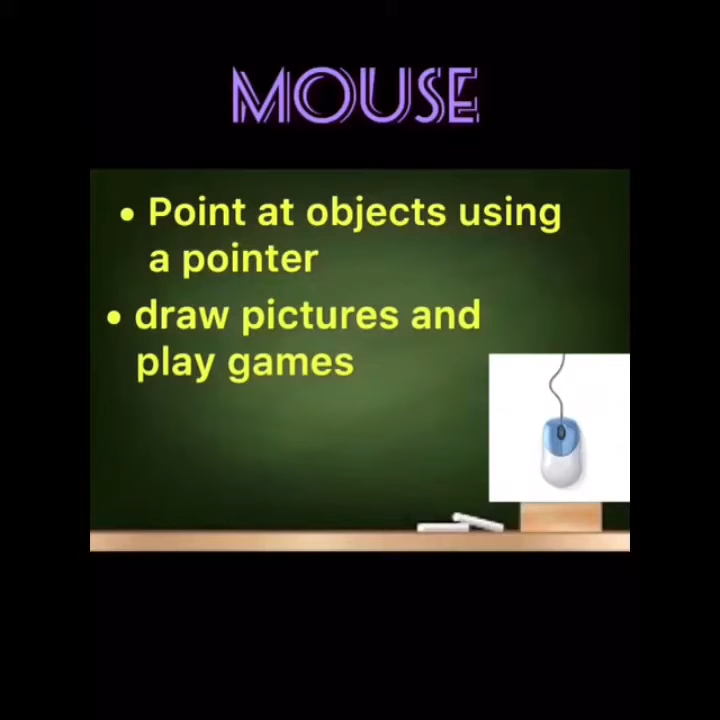 MOUSE
• Point at objects using
a pointer
• draw pictures and
play games